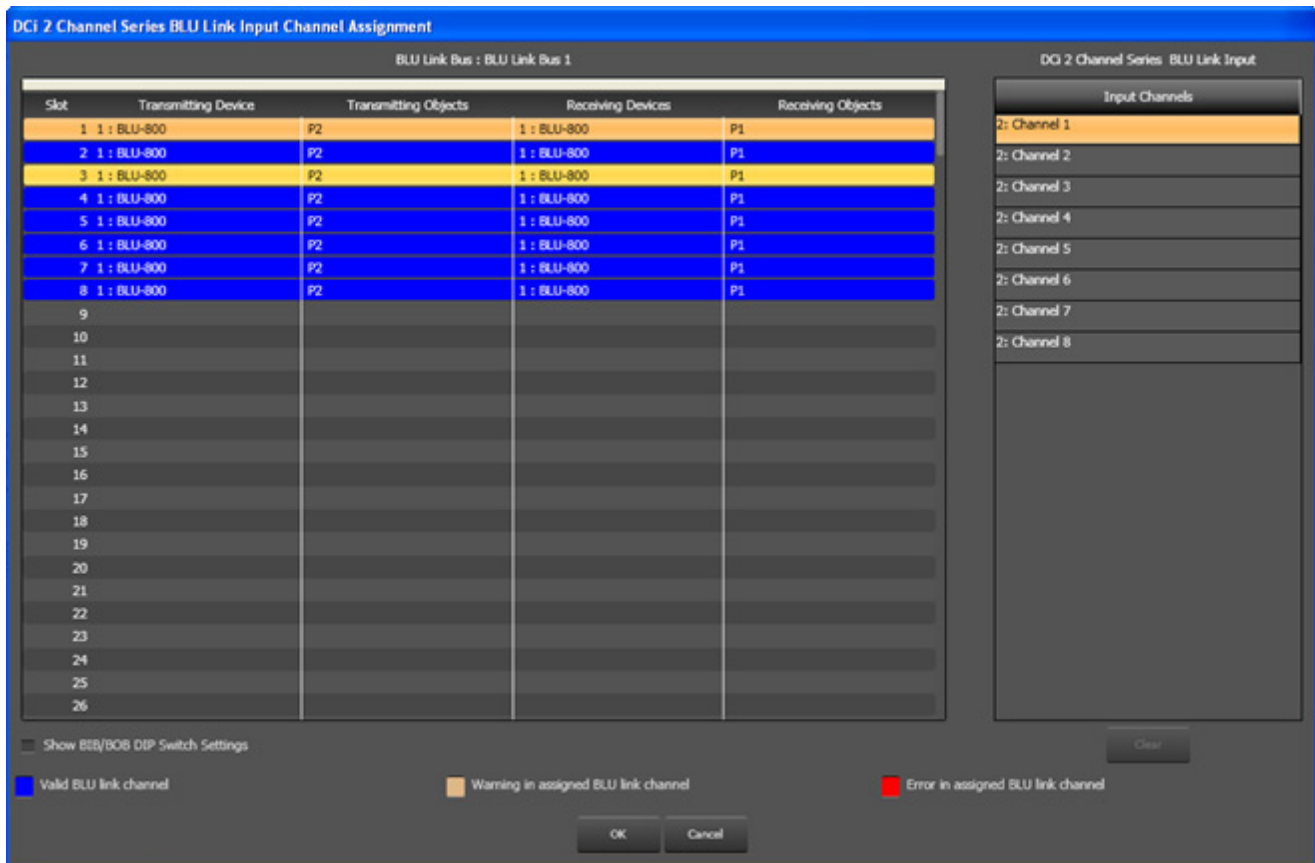 DCi 2 Channel Series BLU Link Input Channel Assignment
BLU Link Bus : BLU Link Bus 1
DCi 2 Channel Series BLU Link Input
Slot Transmitting Device Transmitting Objects Receiving Devices Receiving Objects
Input Channels
1 1 : BLU-800 P2 1 : BLU-800 P1
2: Channel 1
2 1 : BLU-800 P2 1 : BLU-800 P1
2: Channel 2
3 1 : BLU-800 P2 1 : BLU-800 P1
2: Channel 3
4 1 : BLU-800 P2 1 : BLU-800 P1
2: Channel 4
5 1 : BLU-800 P2 1 : BLU-800 P1
6 1 : BLU-800 P2 1 : BLU-800 P1
2: Channel 5
7 1 : BLU-800 P2 1 : BLU-800 P1
2: Channel 6
8 1 : BLU-800 P2 1 : BLU-800 P1
9
2: Channel 7
10
2: Channel 8
11
12
13
14
15
16
17
18
19
20
21
22
23
24
25
26
Show BIB/BOB DIP Switch Settings
Clear
Valid BLU link channel
Warning in assigned BLU link channel
Error in assigned BLU link channel
OK Cancel